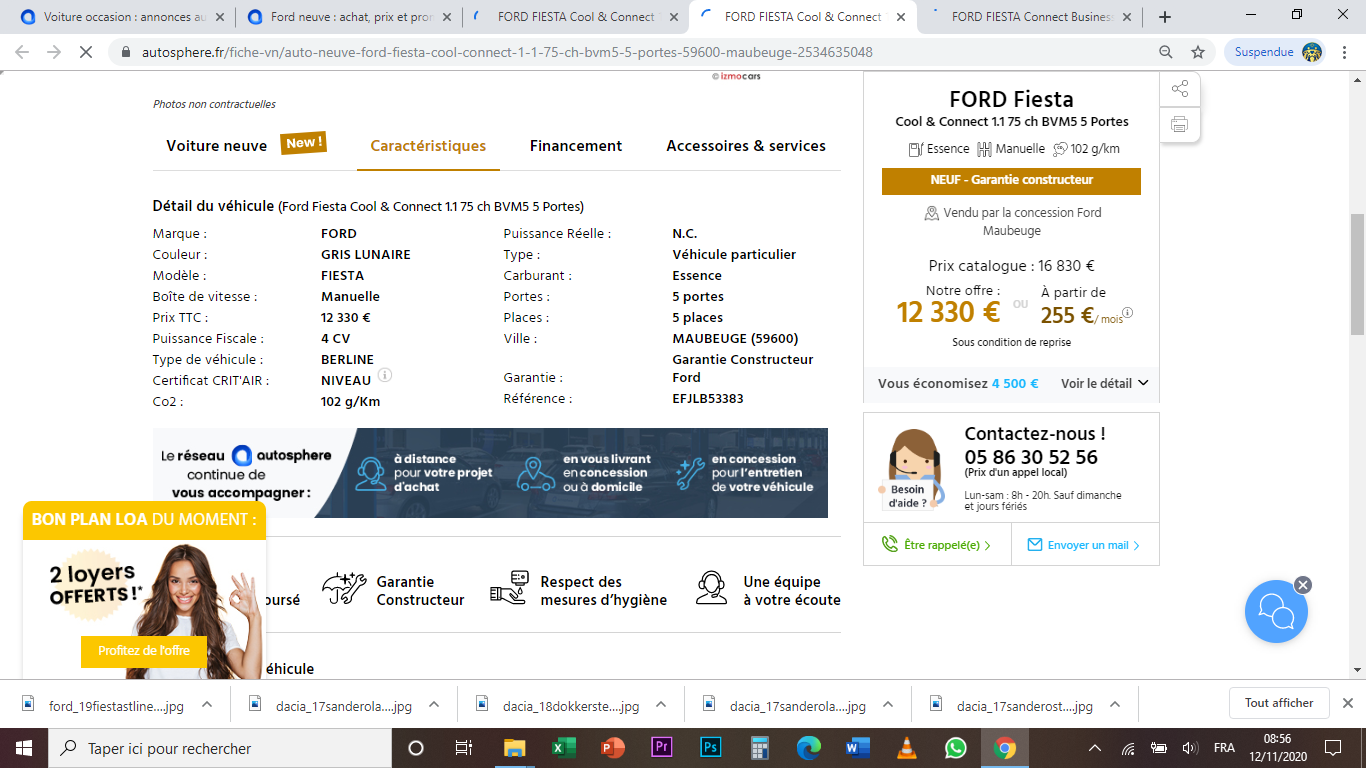 Voiture occasion : annonces au
Ford neuve : achat, prix et pron
FORD FIESTA Cool & Connect
FORD FIESTA Cool & Connect
FORD FIESTA Connect Business
autosphere.fr/fiche-vn/auto-neuve-ford-fiesta-cool-connect-1-1-75-ch-bvm5-5-portes-59600-maubeuge-2534635048
Suspendue
© izmocars
Photos non contractuelles
Voiture neuve
New !
Caractéristiques
Financement
Accessoires & services
Détail du véhicule (Ford Fiesta Cool & Connect 1.1 75 ch BVM5 5 Portes)
Marque : FORD
Couleur : GRIS LUNAIRE
Modèle : FIESTA
Boîte de vitesse : Manuelle
Prix TTC : 12 330 €
Puissance Fiscale : 4 CV
Type de véhicule : BERLINE
Certificat CRIT'AIR : NIVEAU
Co2 : 102 g/Km
Puissance Réelle : N.C.
Type : Véhicule particulier
Carburant : Essence
Portes : 5 portes
Places : 5 places
Ville : MAUBEUGE (59600)
Garantie Constructeur
Garantie : Ford
Référence : EFJLB53383
Le réseau autosphere
continue de
vous accompagner :
à distance
pour votre projet
d'achat
en vous livrant
en concession
ou à domicile
en concession
pour l'entretien
de votre véhicule
oursé
Garantie
Constructeur
Respect des
mesures d'hygiène
Une équipe
à votre écoute
éhicule
BON PLAN LOA DU MOMENT :
2 loyers
OFFERTS !*
Profitez de l'offre
FORD Fiesta
Cool & Connect 1.1 75 ch BVM5 5 Portes
Essence Manuelle 102 g/km
NEUF - Garantie constructeur
Vendu par la concession Ford
Maubeuge
Prix catalogue : 16 830 €
Notre offre :
12 330 €
OU
À partir de
255 € / mois
Sous condition de reprise
Vous économisez 4 500 €
Voir le détail
Contactez-nous !
05 86 30 52 56
(Prix d'un appel local)
Lun-sam : 8h - 20h. Sauf dimanche
et jours fériés
Besoin
d'aide ?
Être rappelé(e)
Envoyer un mail
ford_19fiestastline....jpg
dacia_17sanderola....jpg
dacia_18dokkerste....jpg
dacia_17sanderola....jpg
dacia_17sanderost....jpg
Tout afficher
Taper ici pour rechercher
X
P
Pr
Ps
W
FRA
08:56
12/11/2020